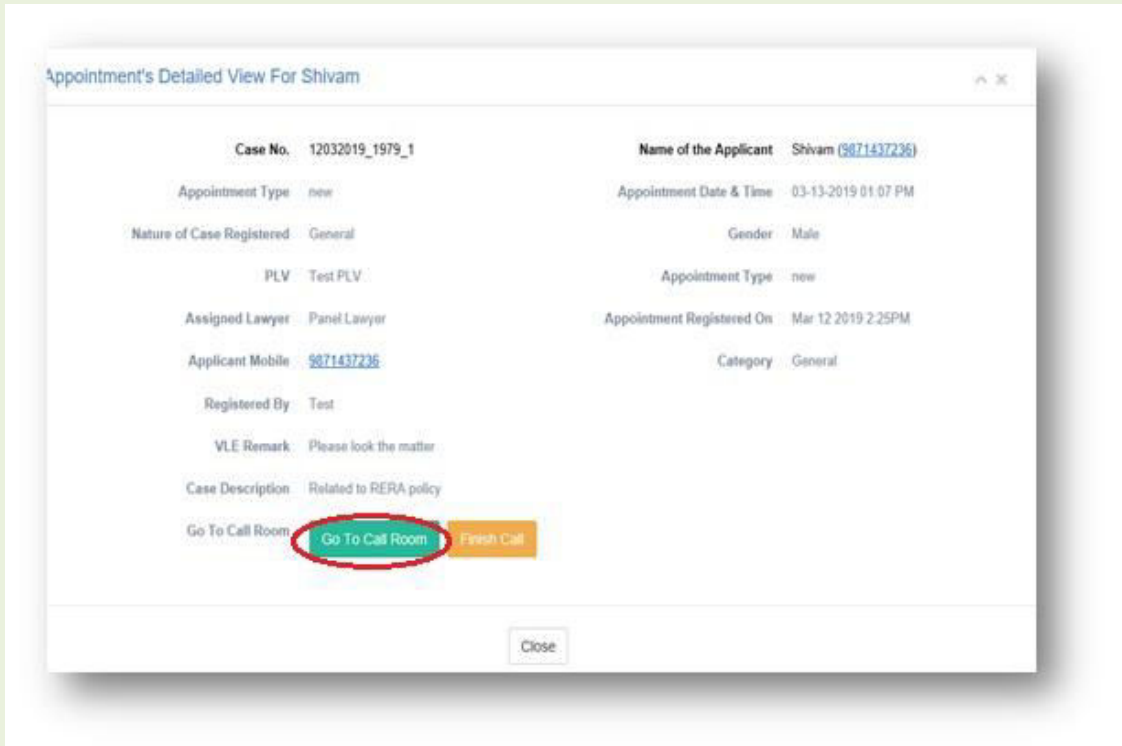 Appointment's Detailed View For Shivam
Case No. 12032019_1979_1 Name of the Applicant Shivam (9871437236)
Appointment Type new Appointment Date & Time 03-13-2019 01:07 PM
Nature of Case Registered General Gender Male
PLV Test PLV Appointment Type new
Assigned Lawyer Panel Lawyer Appointment Registered On Mar 12 2019 2:25PM
Applicant Mobile 9871437236 Category General
Registered By Test
VLE Remark Please look the matter
Case Description Related to RERA policy
Go To Call Room Go To Call Room Finish Call
Close